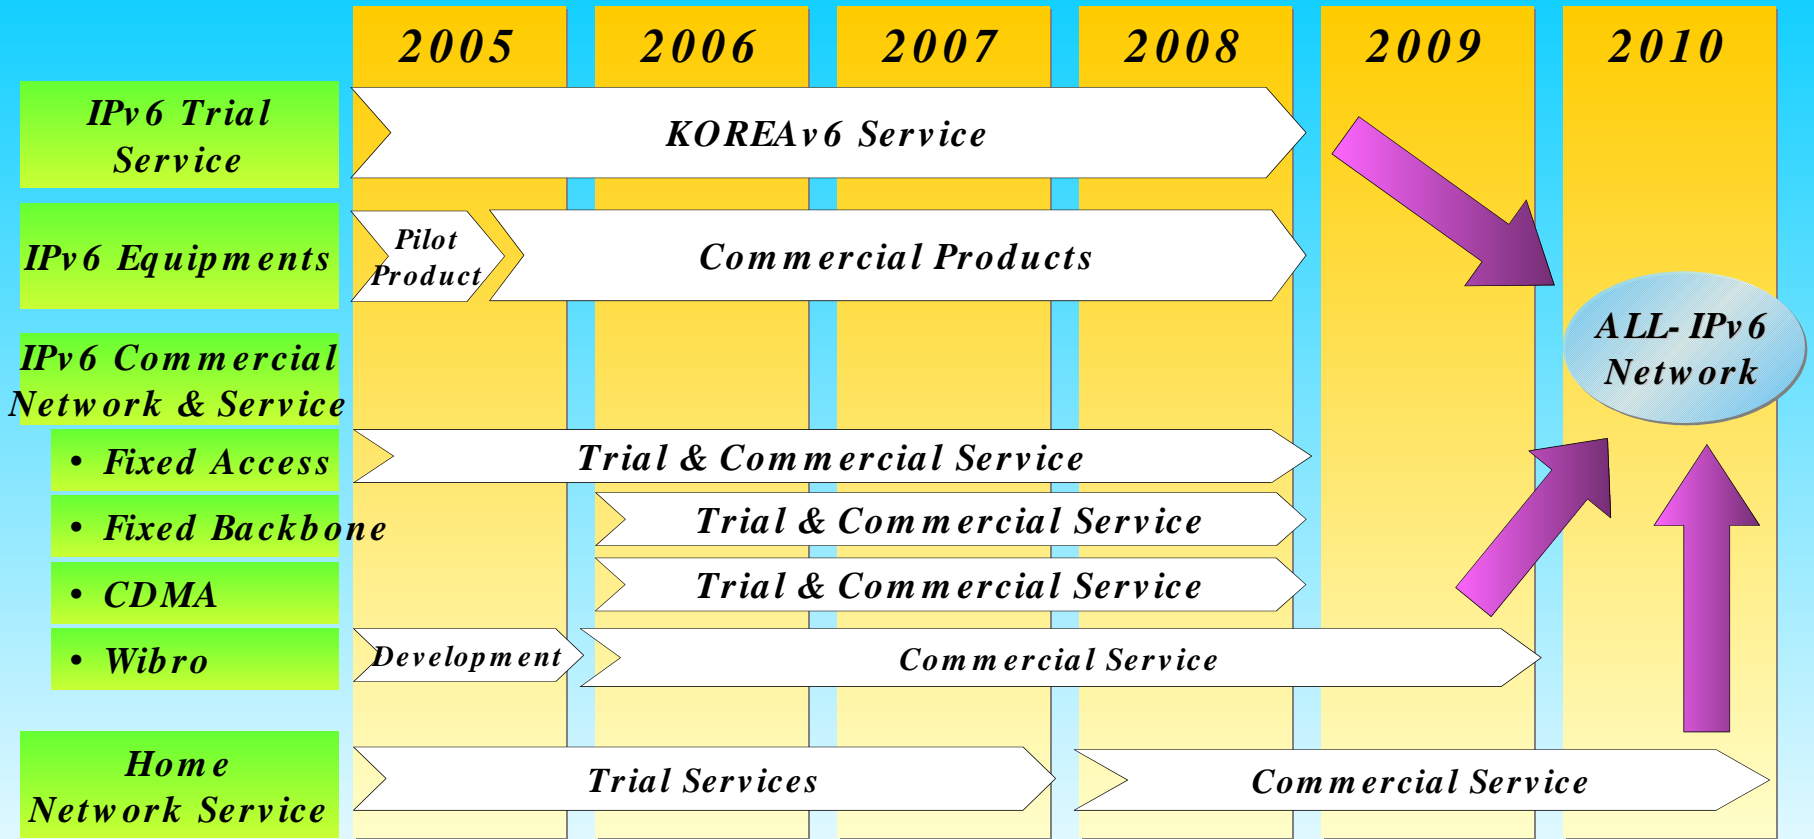 2005 2006 2007 2008 2009 2010
IPv6 Trial
Service
KOREAv6 Service
IPv6 Equipments
Pilot
Product
Commercial Products
IPv6 Commercial
Network & Service
ALL- IPv6
Network
• Fixed Access
Trial & Commercial Service
• Fixed Backbone
Trial & Commercial Service
• CDMA
Trial & Commercial Service
• Wibro
Development
Commercial Service
Home
Network Service
Trial Services
Commercial Service